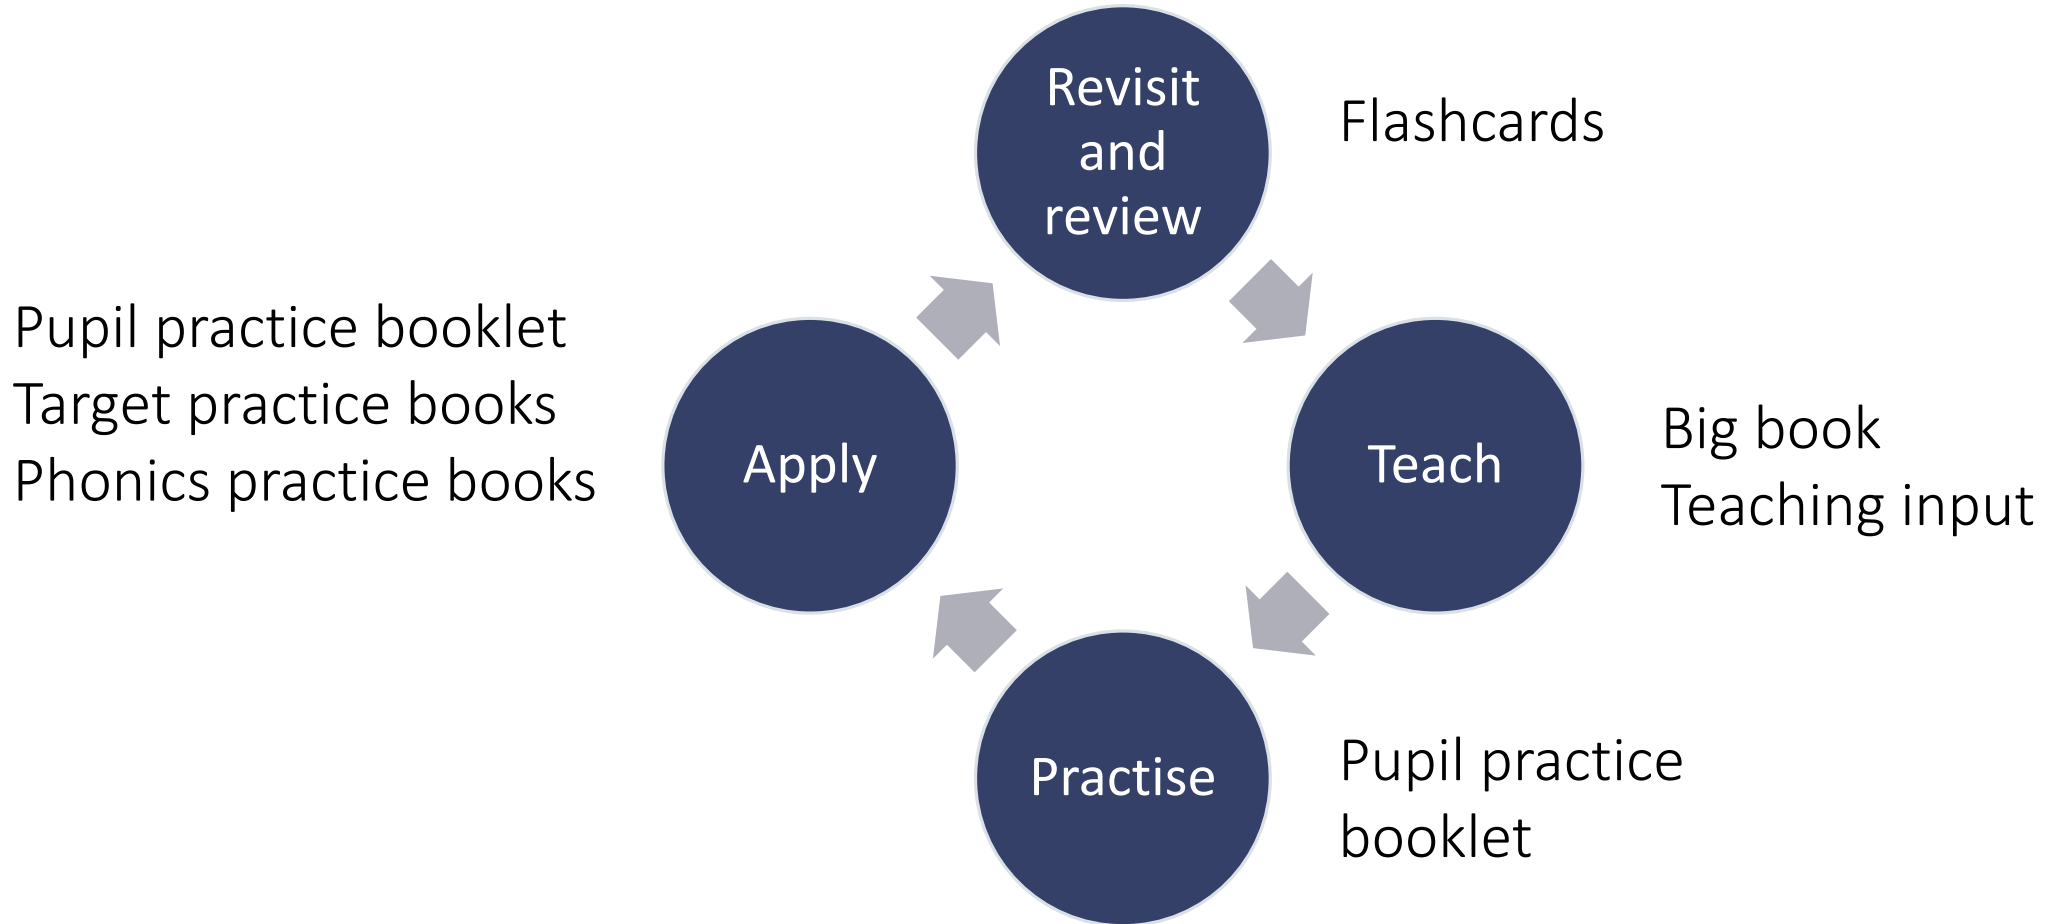 Revisit
and
review
Flashcards
Teach
Big book
Teaching input
Practise
Pupil practice
booklet
Apply
Pupil practice booklet
Target practice books
Phonics practice books